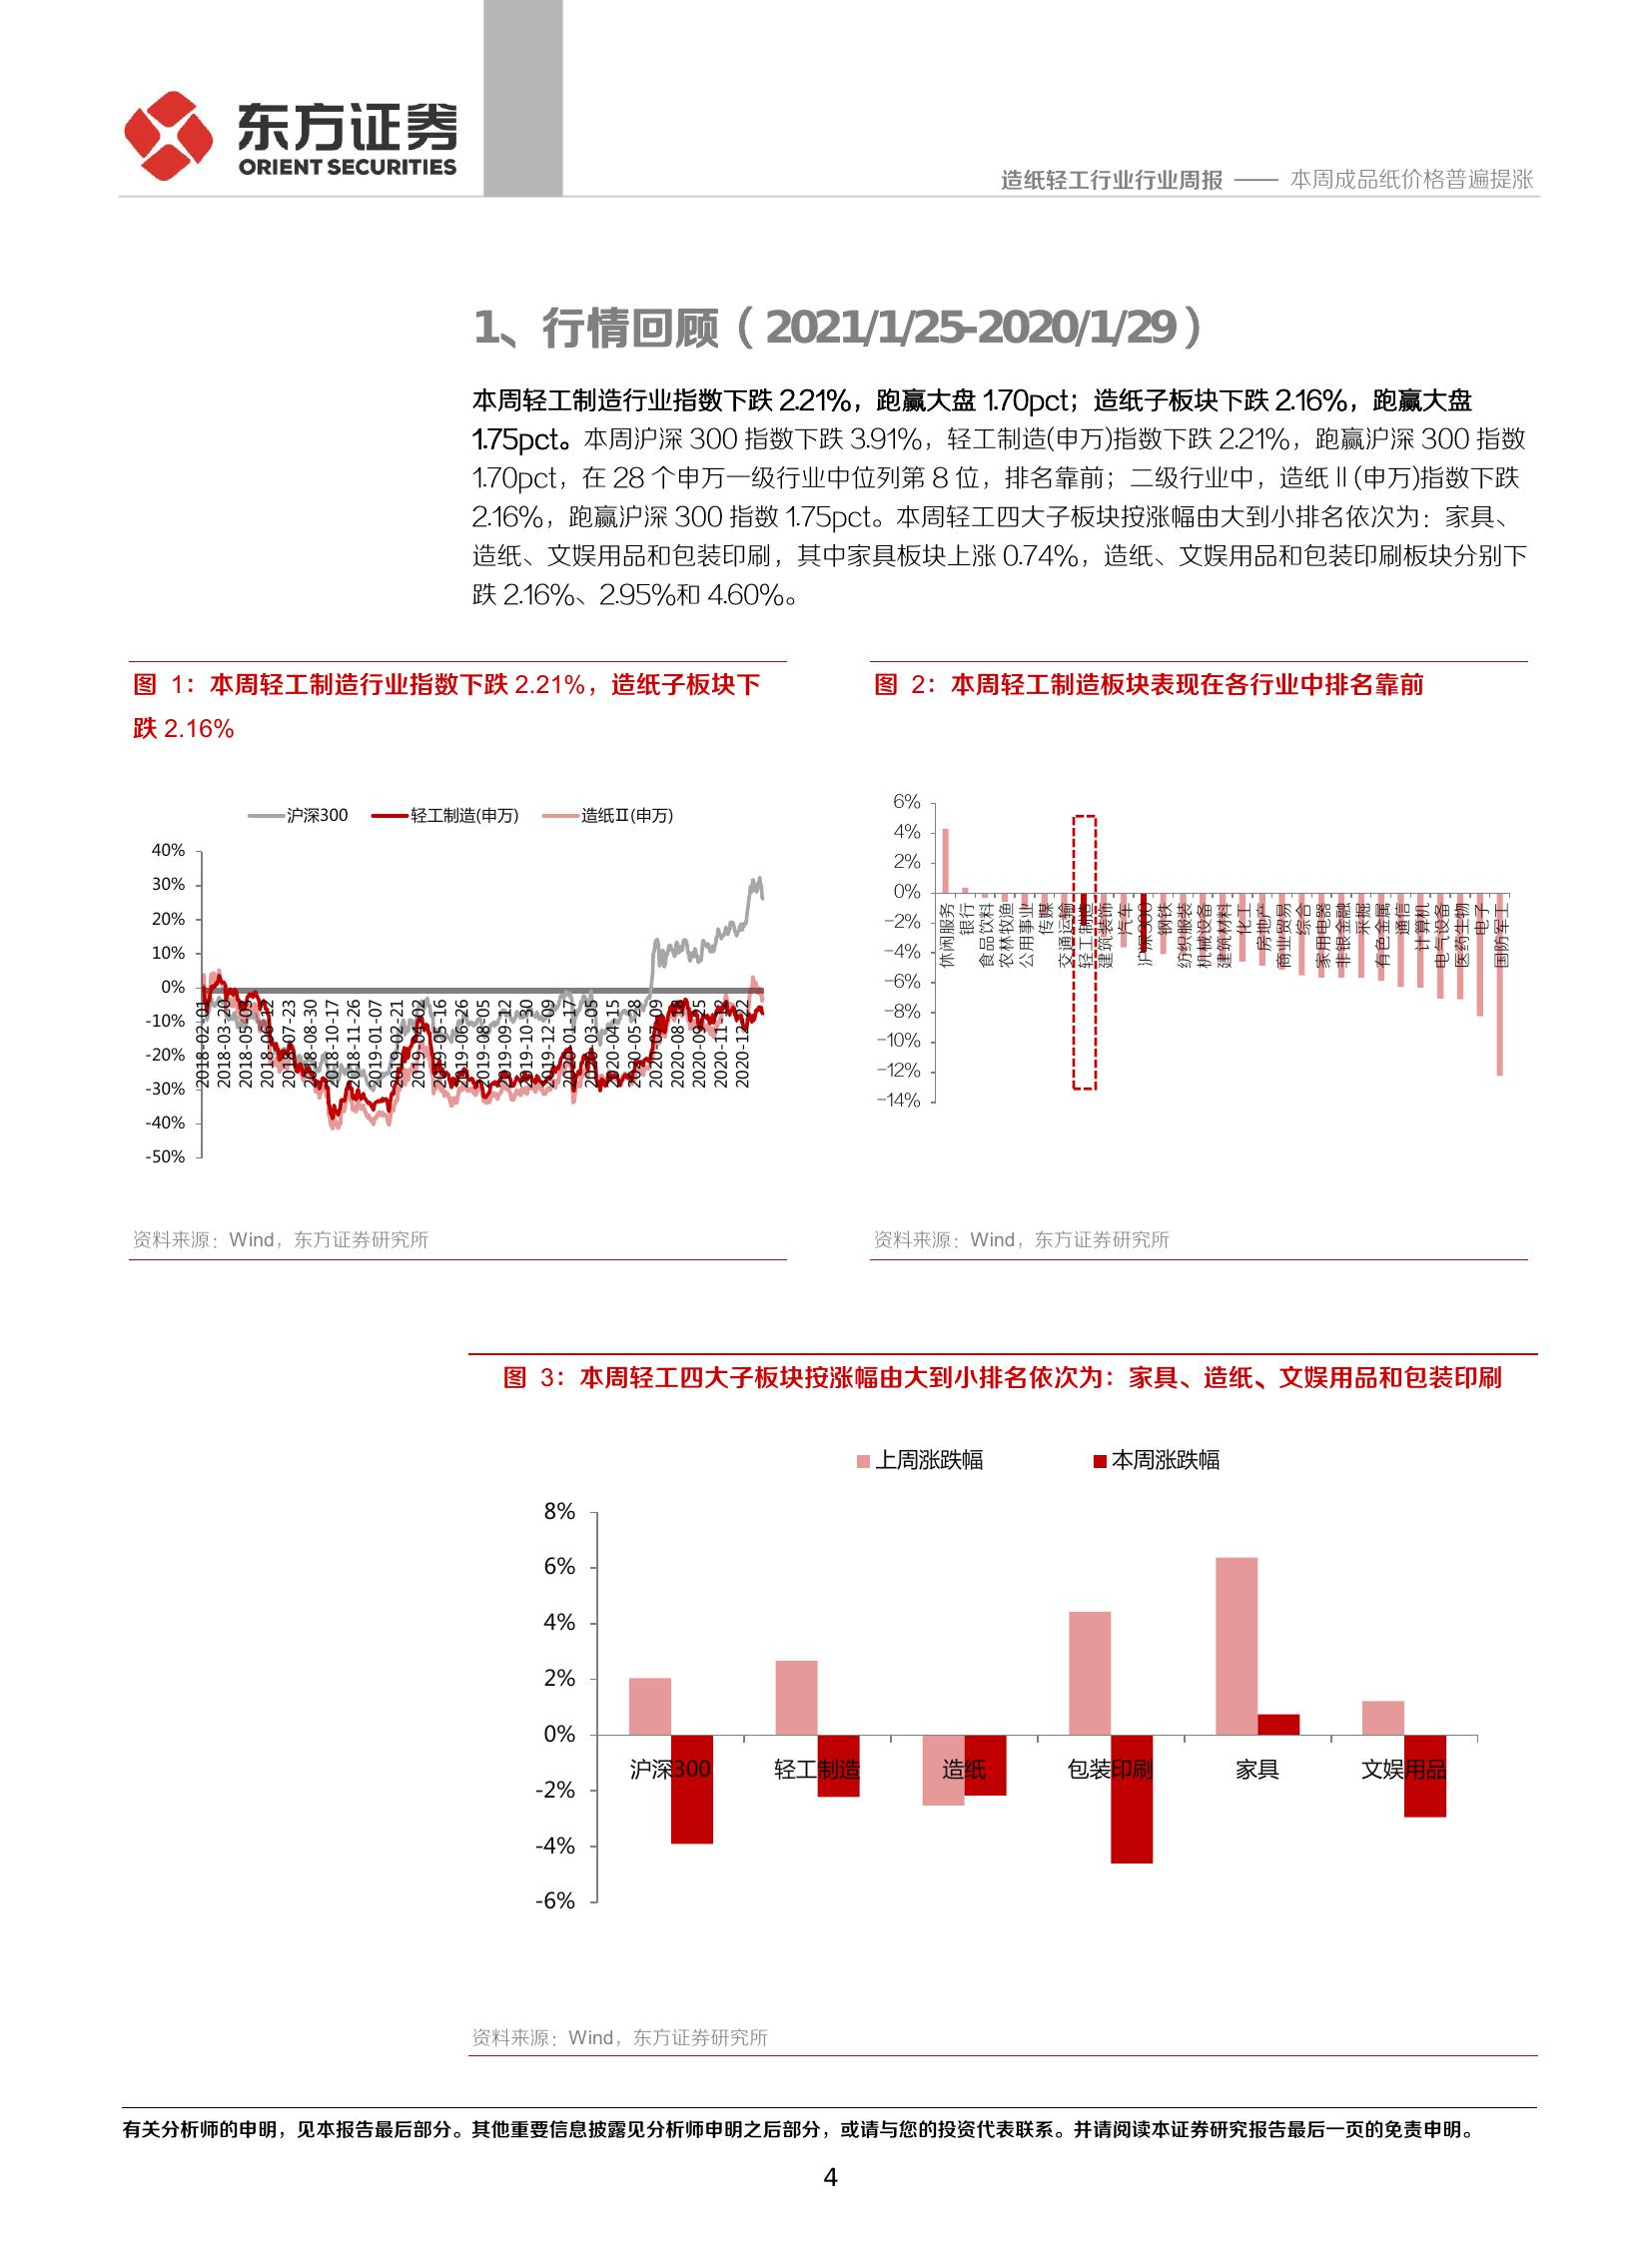 东方证券
ORIENT SECURITIES
造纸轻工行业行业周报 —— 本周成品纸价格普遍提涨
1、行情回顾（2021/1/25-2020/1/29）
本周轻工制造行业指数下跌 2.21%，跑赢大盘 1.70pct；造纸子板块下跌 2.16%，跑赢大盘
1.75pct。本周沪深 300 指数下跌 3.91%，轻工制造(申万)指数下跌 2.21%，跑赢沪深 300 指数
1.70pct，在 28 个申万一级行业中位列第 8 位，排名靠前；二级行业中，造纸Ⅱ(申万)指数下跌
2.16%，跑赢沪深 300 指数 1.75pct。本周轻工四大子板块按涨幅由大到小排名依次为：家具、
造纸、文娱用品和包装印刷，其中家具板块上涨 0.74%，造纸、文娱用品和包装印刷板块分别下
跌 2.16%、2.95%和 4.60%。
图 1：本周轻工制造行业指数下跌 2.21%，造纸子板块下
跌 2.16%
沪深300 轻工制造(申万) 造纸Ⅱ(申万)
40%
30%
20%
10%
0%
-10%
-20%
-30%
-40%
-50%
2018-02-01
2018-03-20
2018-05-03
2018-06-12
2018-07-23
2018-08-30
2018-10-17
2018-11-26
2019-01-07
2019-02-21
2019-04-02
2019-05-16
2019-06-26
2019-08-05
2019-09-12
2019-10-30
2019-12-09
2020-01-17
2020-03-05
2020-04-15
2020-05-28
2020-07-09
2020-08-18
2020-09-25
2020-11-12
2020-12-22
资料来源：Wind，东方证券研究所
图 2：本周轻工制造板块表现在各行业中排名靠前
6%
4%
2%
0%
-2%
-4%
-6%
-8%
-10%
-12%
-14%
休闲服务
银行
食品饮料
农林牧渔
公用事业
传媒
交通运输
轻工制造
建筑装饰
汽车
沪深300
钢铁
纺织服装
机械设备
建筑材料
化工
房地产
商业贸易
综合
家用电器
非银金融
采掘
有色金属
通信
计算机
电气设备
医药生物
电子
国防军工
资料来源：Wind，东方证券研究所
图 3：本周轻工四大子板块按涨幅由大到小排名依次为：家具、造纸、文娱用品和包装印刷
上周涨跌幅 本周涨跌幅
8%
6%
4%
2%
0%
-2%
-4%
-6%
沪深300 轻工制造 造纸 包装印刷 家具 文娱用品
资料来源：Wind，东方证券研究所
有关分析师的申明，见本报告最后部分。其他重要信息披露见分析师申明之后部分，或请与您的投资代表联系。并请阅读本证券研究报告最后一页的免责申明。
4